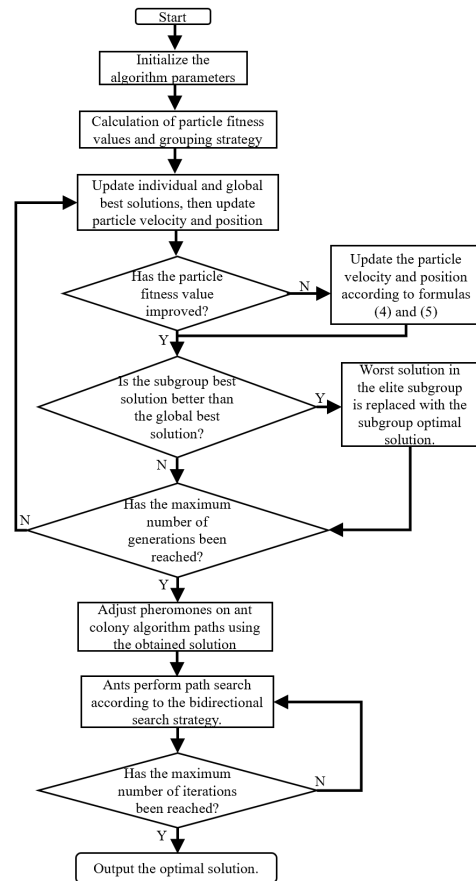 Start
Initialize the
algorithm parameters
Calculation of particle fitness
values and grouping strategy
Update individual and global
best solutions, then update
particle velocity and position
Has the particle
fitness value
improved?
N
Update the particle
velocity and position
according to formulas
(4) and (5)
Y
Is the subgroup best
solution better than
the global best
solution?
Y
Worst solution in
the elite subgroup
is replaced with the
subgroup optimal
solution.
N
Has the maximum
number of
generations been
reached?
N
Y
Adjust pheromones on ant
colony algorithm paths using
the obtained solution
Ants perform path search
according to the bidirectional
search strategy.
Has the maximum
number of iterations
been reached?
N
Y
Output the optimal solution.